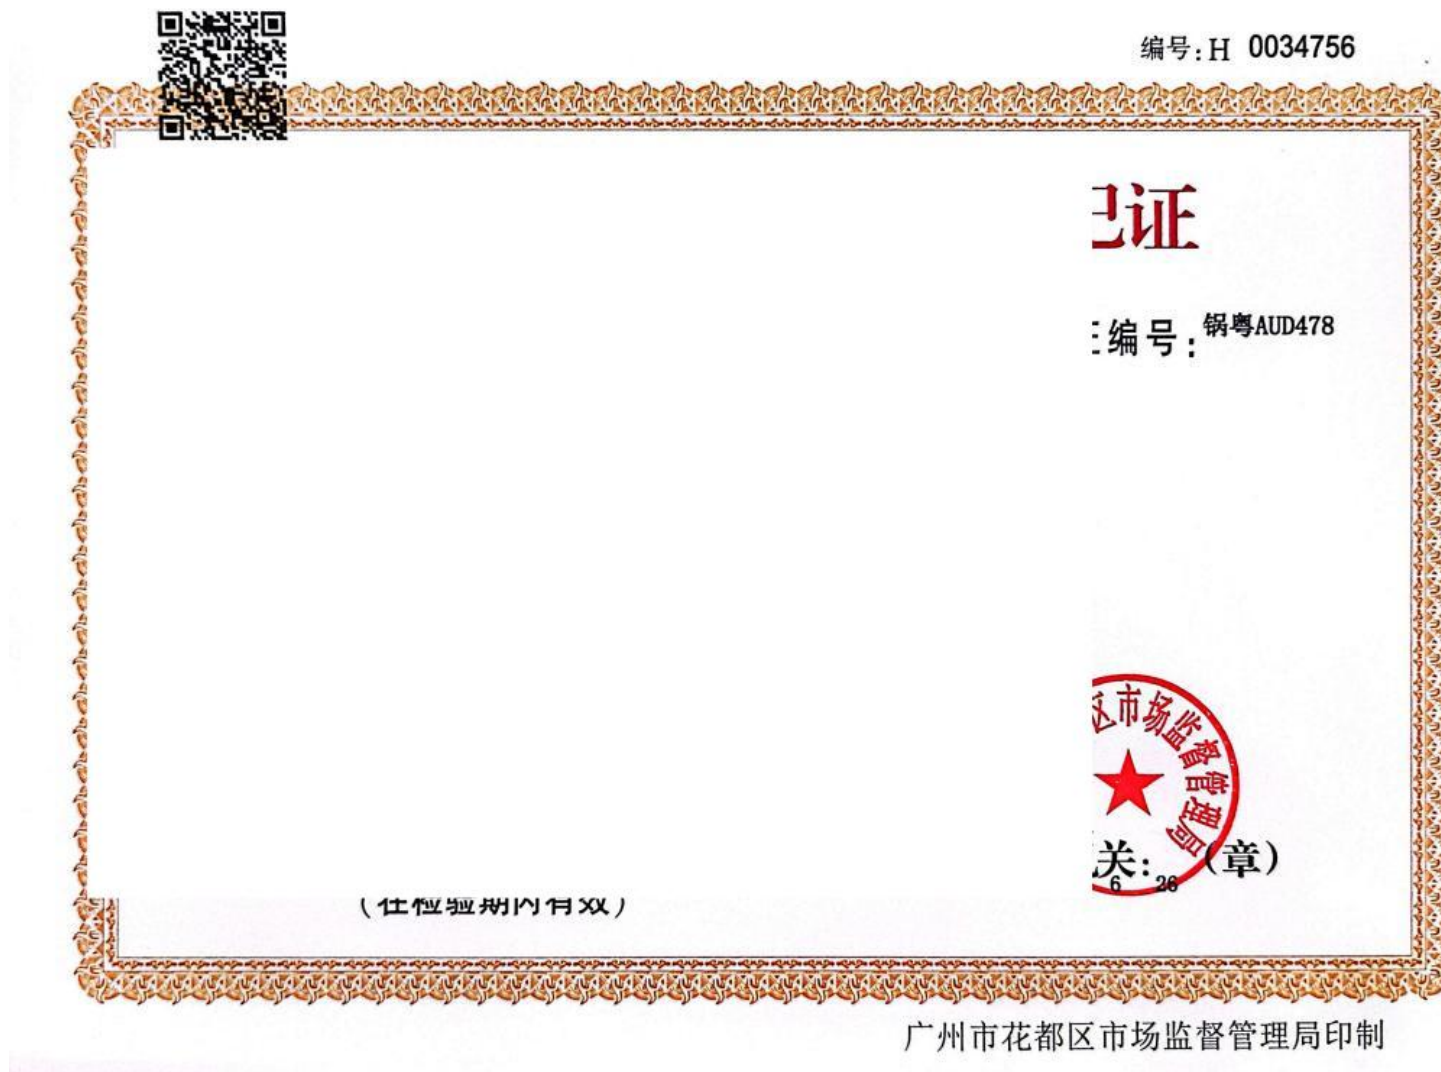 编号:H 0034756
证
编号:锅粤AUD478
区市场监督管理局
关: (章)
6 26
(在检验期内有效)
广州市花都区市场监督管理局印制